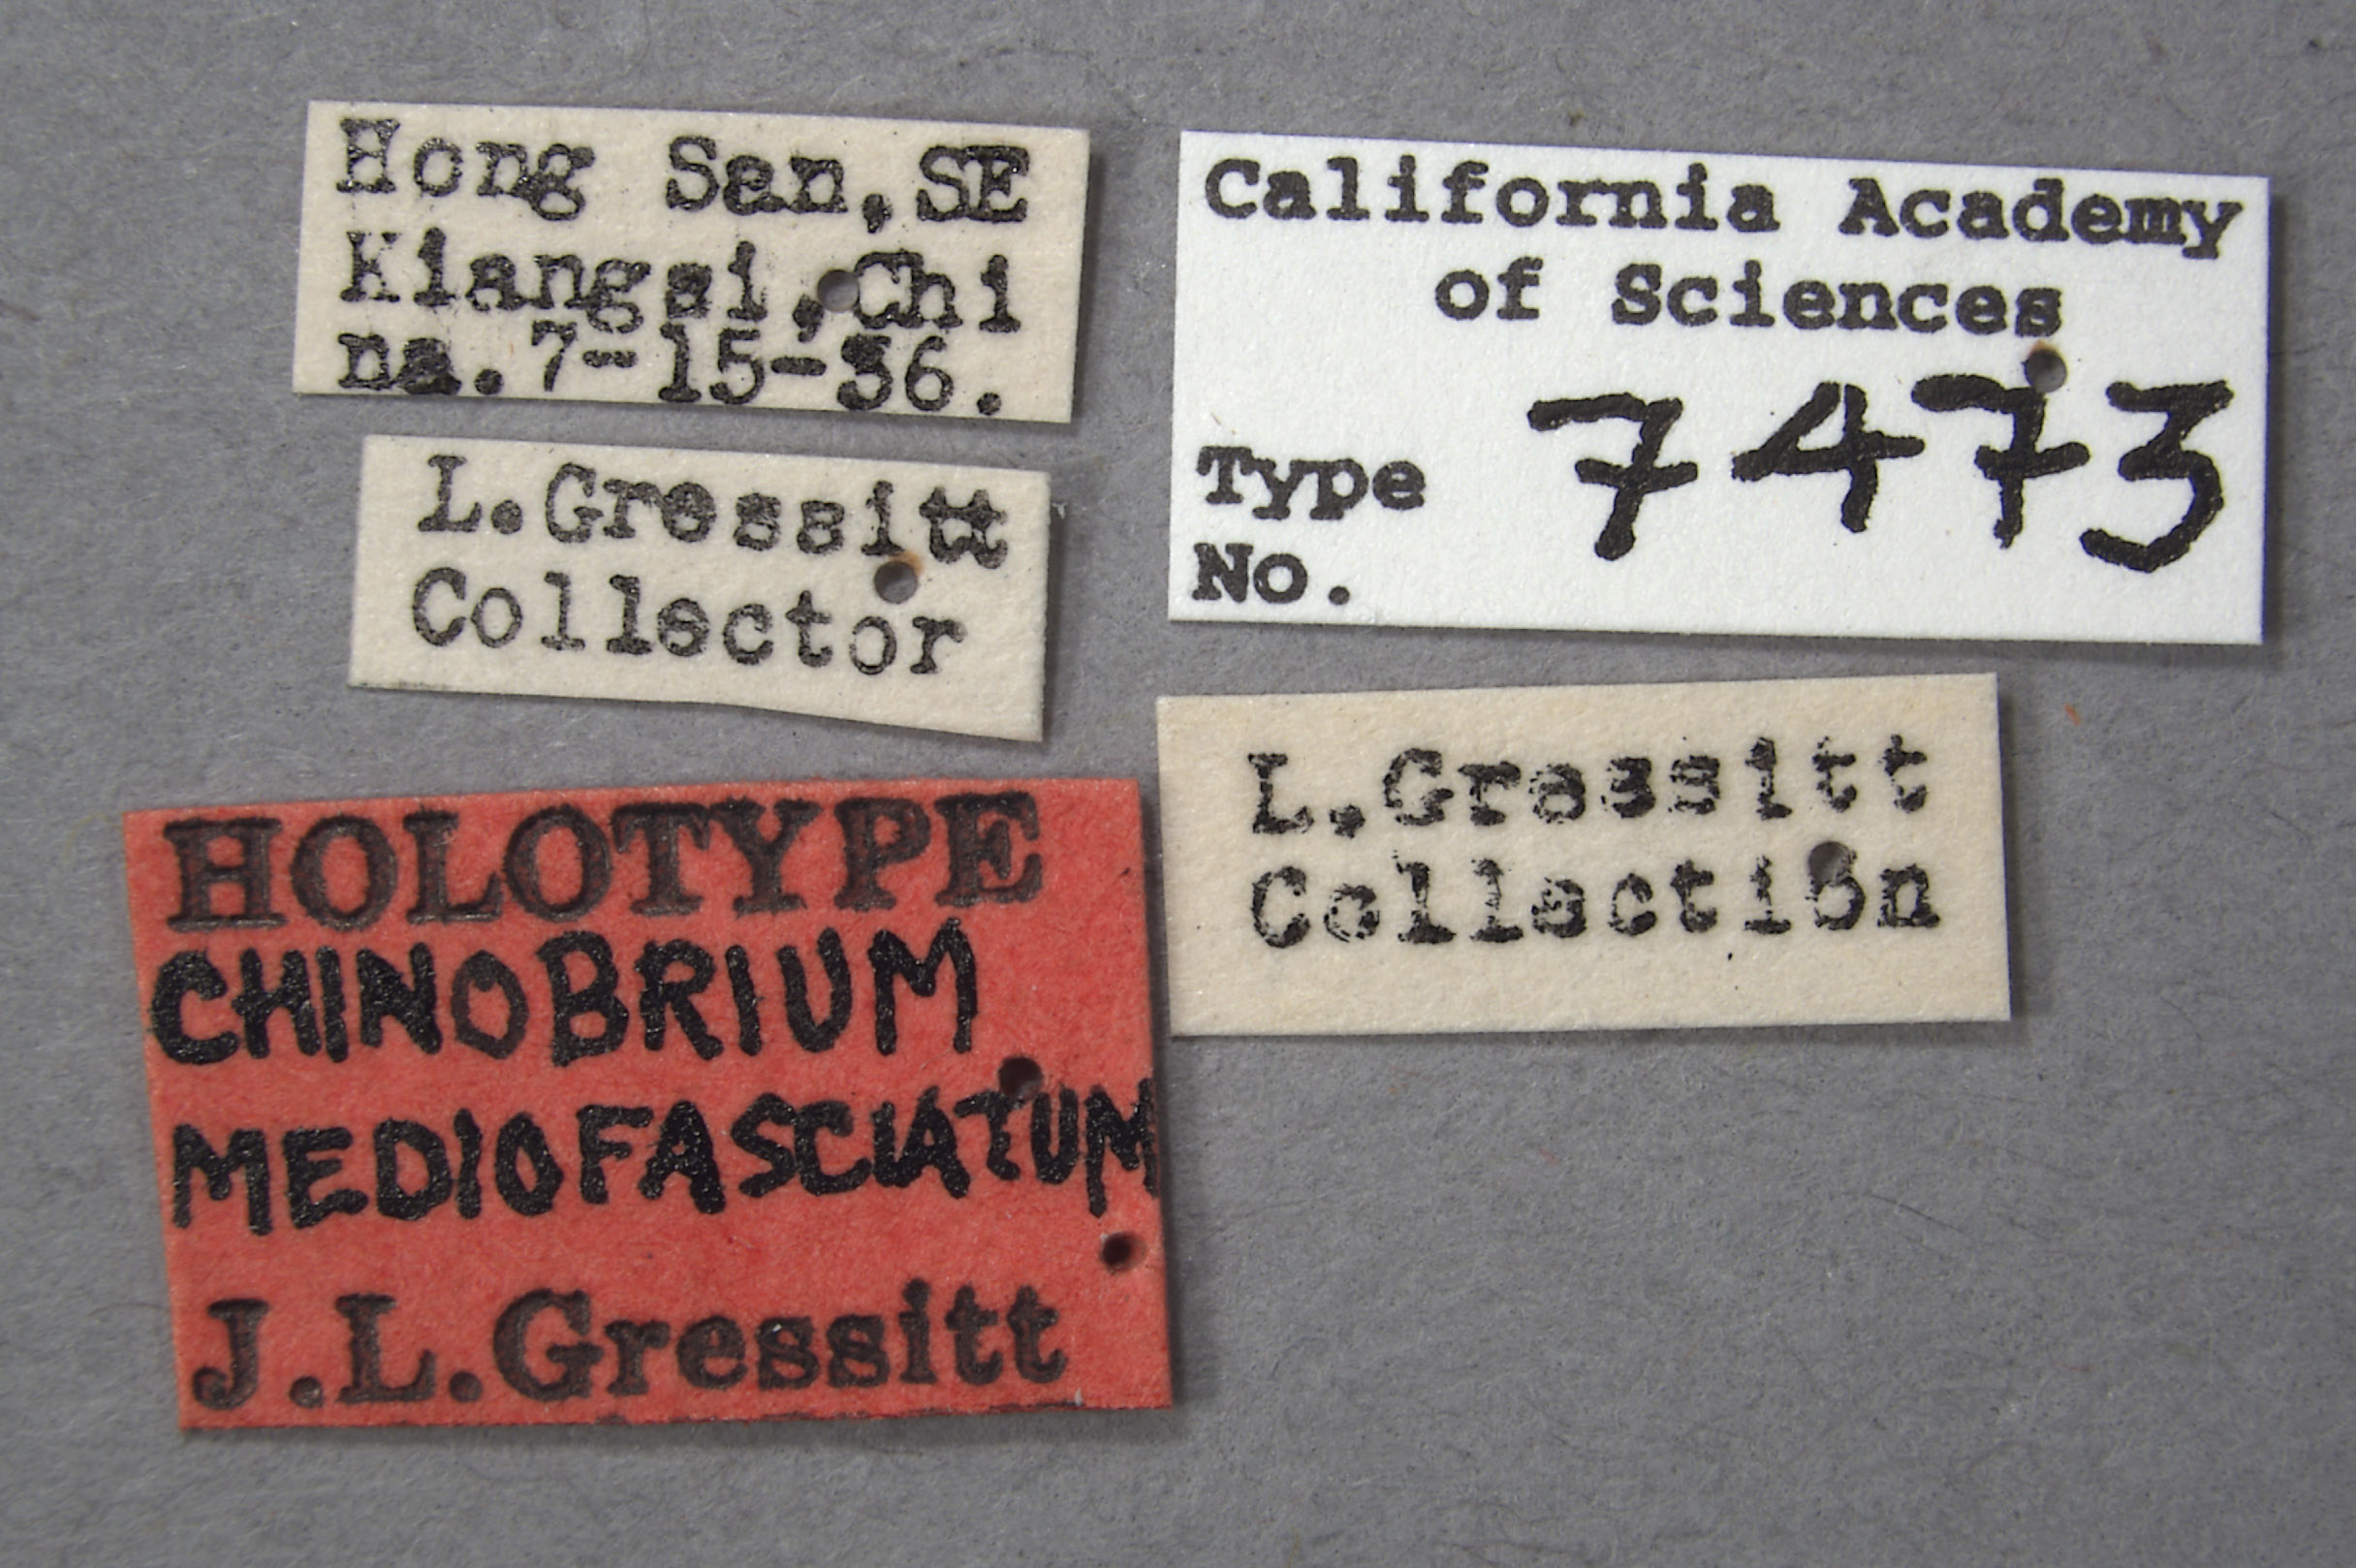 Hong San, SE
Kiangsi, Chi
na. 7-15-36.
L. Gressitt
Collector
HOLOTYPE
CHINOBRIUM
MEDIOFASCIATUM
J.L. Gressitt
California Academy
of Sciences
Type 7473
No.
L. Gressitt
Collection